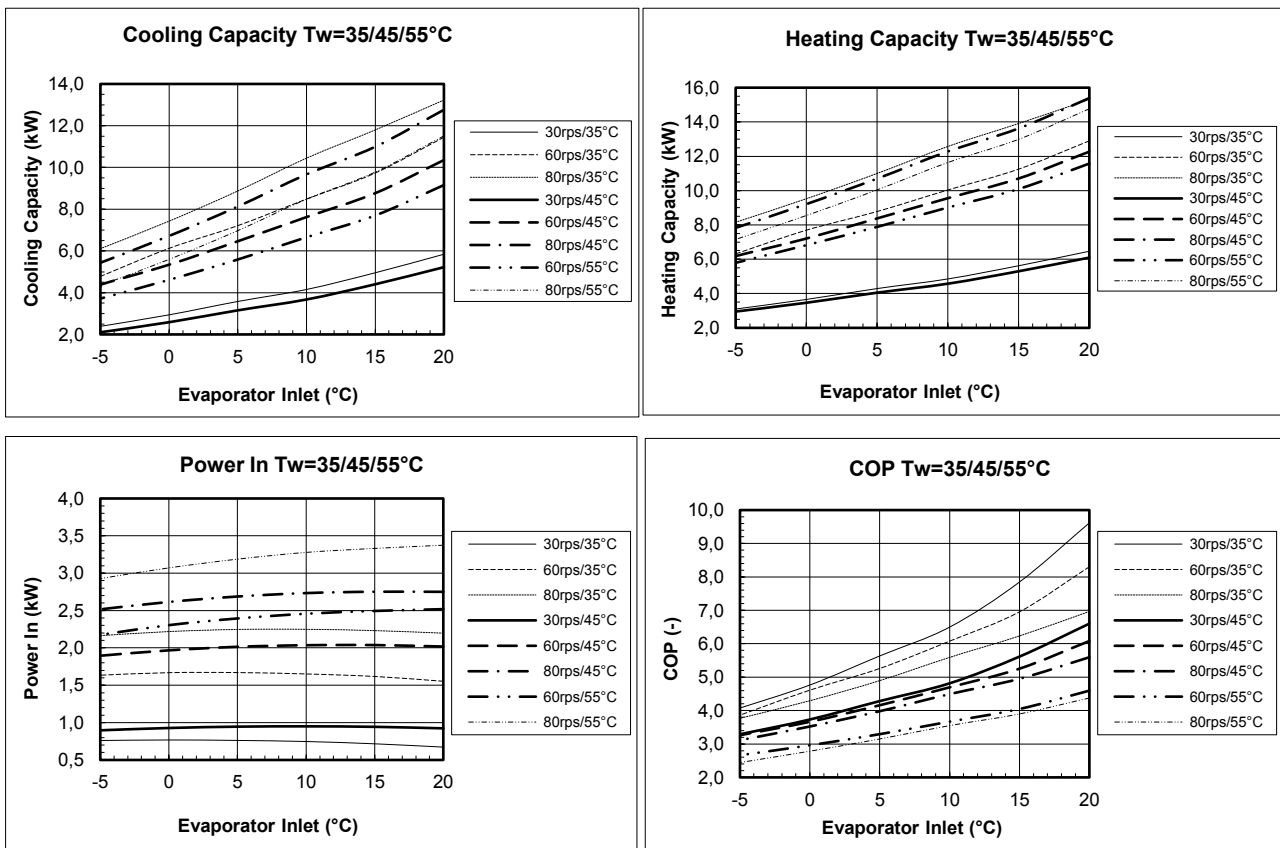 Cooling Capacity Tw=35/45/55°C
Cooling Capacity (kW)
14,0
12,0
10,0
8,0
6,0
4,0
2,0
-5 0 5 10 15 20
Evaporator Inlet (°C)
30rps/35°C
60rps/35°C
80rps/35°C
30rps/45°C
60rps/45°C
80rps/45°C
60rps/55°C
80rps/55°C
Heating Capacity Tw=35/45/55°C
Heating Capacity (kW)
16,0
14,0
12,0
10,0
8,0
6,0
4,0
2,0
-5 0 5 10 15 20
Evaporator Inlet (°C)
30rps/35°C
60rps/35°C
80rps/35°C
30rps/45°C
60rps/45°C
80rps/45°C
60rps/55°C
80rps/55°C
Power In Tw=35/45/55°C
Power In (kW)
4,0
3,5
3,0
2,5
2,0
1,5
1,0
0,5
-5 0 5 10 15 20
Evaporator Inlet (°C)
30rps/35°C
60rps/35°C
80rps/35°C
30rps/45°C
60rps/45°C
80rps/45°C
60rps/55°C
80rps/55°C
COP Tw=35/45/55°C
COP (-)
10,0
9,0
8,0
7,0
6,0
5,0
4,0
3,0
2,0
-5 0 5 10 15 20
Evaporator Inlet (°C)
30rps/35°C
60rps/35°C
80rps/35°C
30rps/45°C
60rps/45°C
80rps/45°C
60rps/55°C
80rps/55°C